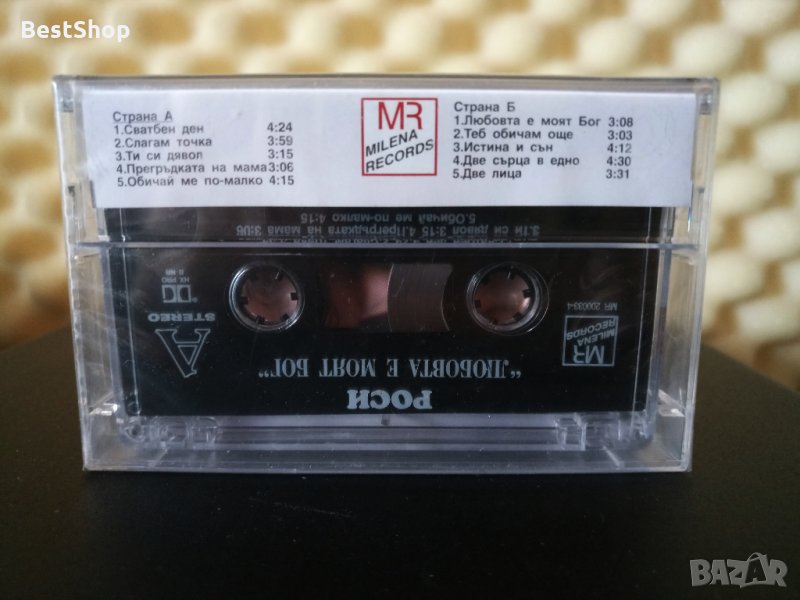 BestShop
Страна А
1.Сватбен ден 4:24
2.Слагам точка 3:59
3.Ти си дявол 3:15
4.Прегръдката на мама 3:06
5.Обичай ме по-малко 4:15
MR
MILENA
RECORDS
Страна Б
1.Любовта е моят Бог 3:08
2.Теб обичам още 3:03
3.Истина и сън 4:12
4.Две сърца в едно 4:30
5.Две лица 3:31
3.Ти си дявол 3:15 4.Прегръдката на мама 3:06
5.Обичай ме по-малко 4:15
РОСИ
“ЛЮБОВТА Е МОЯТ БОГ”
MR
MILENA
RECORDS
A
STEREO
HX PRO
B NR
BAZAR